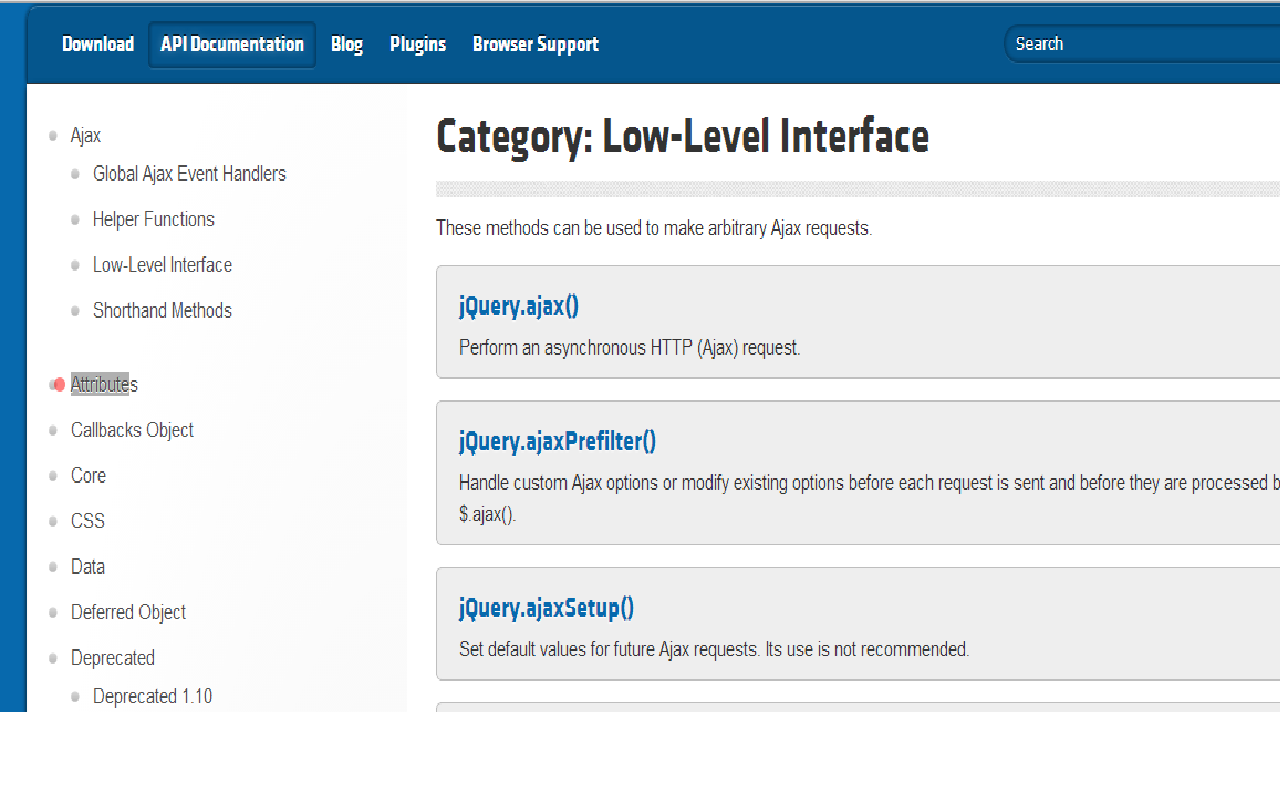 Download API Documentation Blog Plugins Browser Support Search
Ajax
Global Ajax Event Handlers
Helper Functions
Low-Level Interface
Shorthand Methods
Attributes
Callbacks Object
Core
CSS
Data
Deferred Object
Deprecated
Deprecated 1.10
Category: Low-Level Interface
These methods can be used to make arbitrary Ajax requests.
jQuery.ajax()
Perform an asynchronous HTTP (Ajax) request.
jQuery.ajaxPrefilter()
Handle custom Ajax options or modify existing options before each request is sent and before they are processed
$.ajax().
jQuery.ajaxSetup()
Set default values for future Ajax requests. Its use is not recommended.